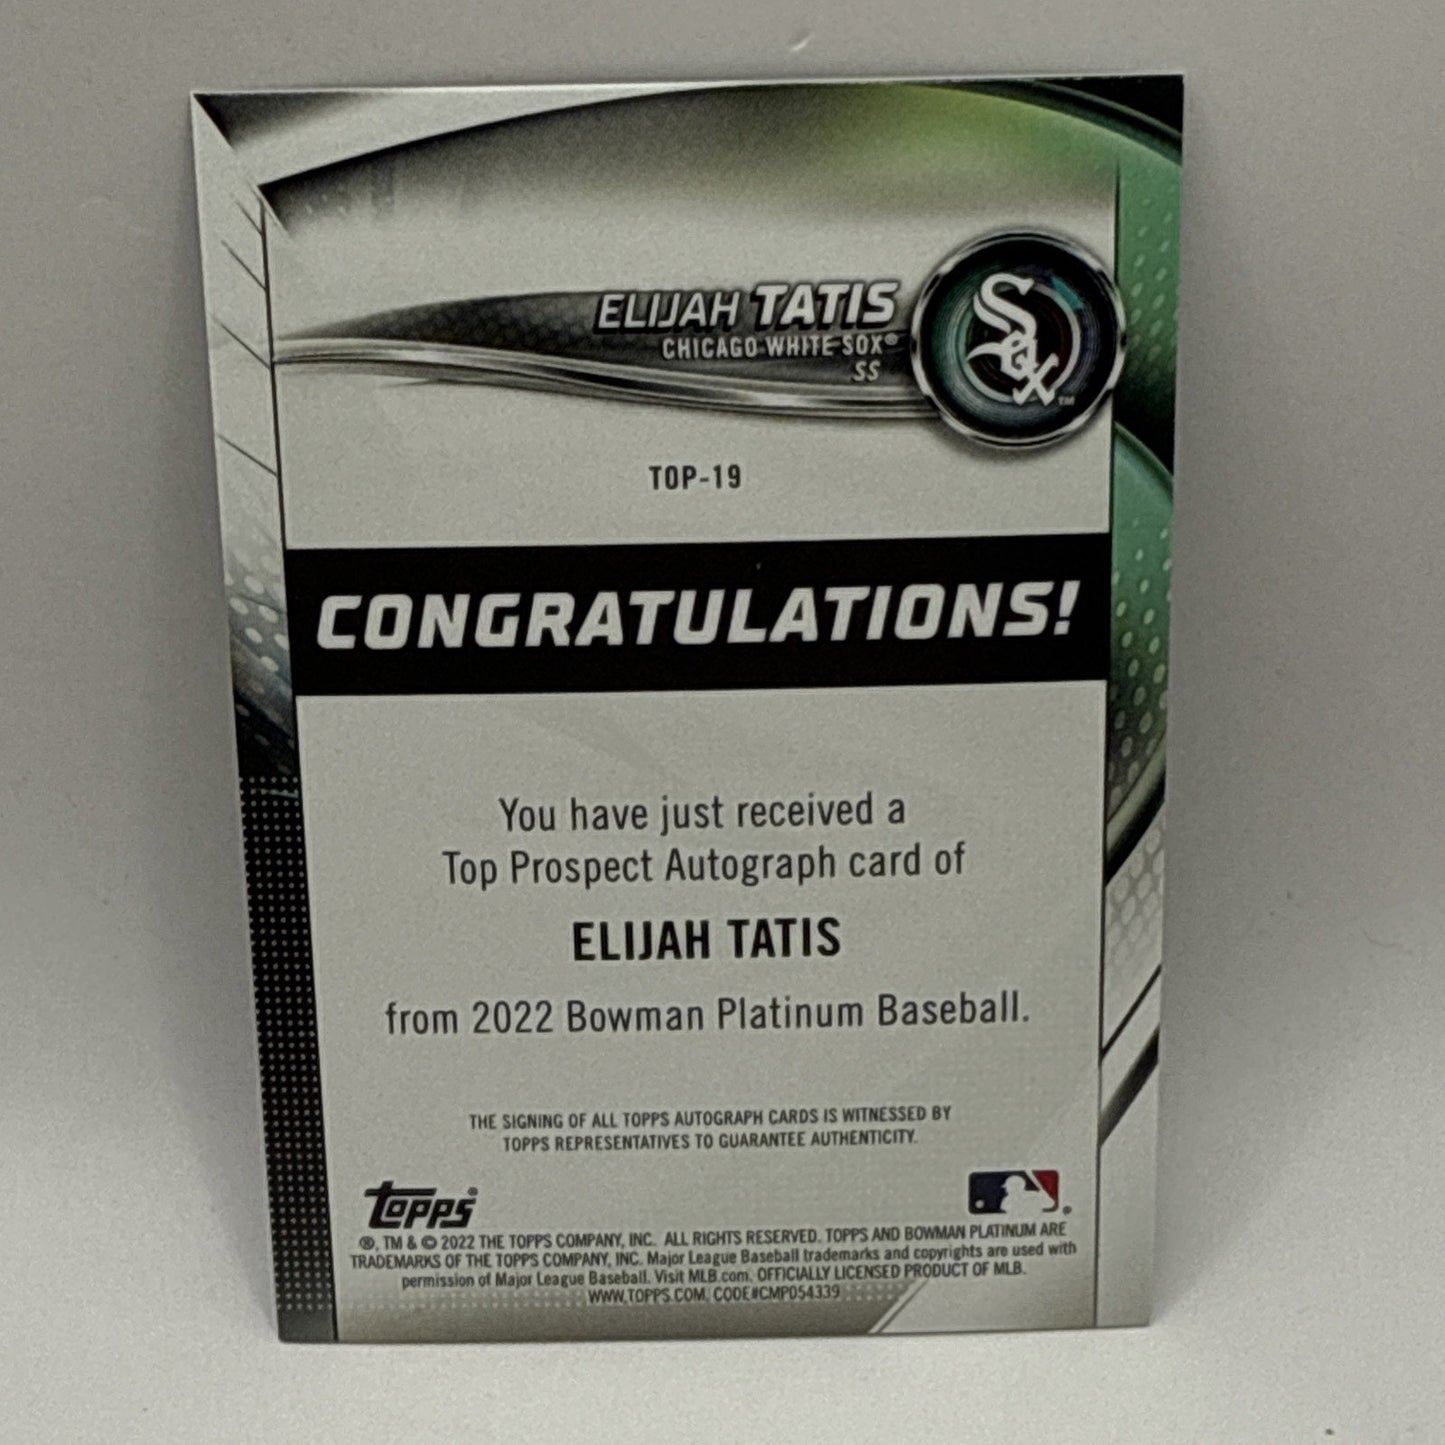 ELIJAH TATIS
CHICAGO WHITE SOX®
SS
Sox™
TOP-19
CONGRATULATIONS!
You have just received a
Top Prospect Autograph card of
ELIJAH TATIS
from 2022 Bowman Platinum Baseball.
THE SIGNING OF ALL TOPPS AUTOGRAPH CARDS IS WITNESSED BY
TOPPS REPRESENTATIVES TO GUARANTEE AUTHENTICITY.
topps®
®, TM & © 2022 THE TOPPS COMPANY, INC. ALL RIGHTS RESERVED. TOPPS AND BOWMAN PLATINUM ARE
TRADEMARKS OF THE TOPPS COMPANY, INC. Major League Baseball trademarks and copyrights are used with
permission of Major League Baseball. Visit MLB.com. OFFICIALLY LICENSED PRODUCT OF MLB.
WWW.TOPPS.COM. CODE#CMP054339